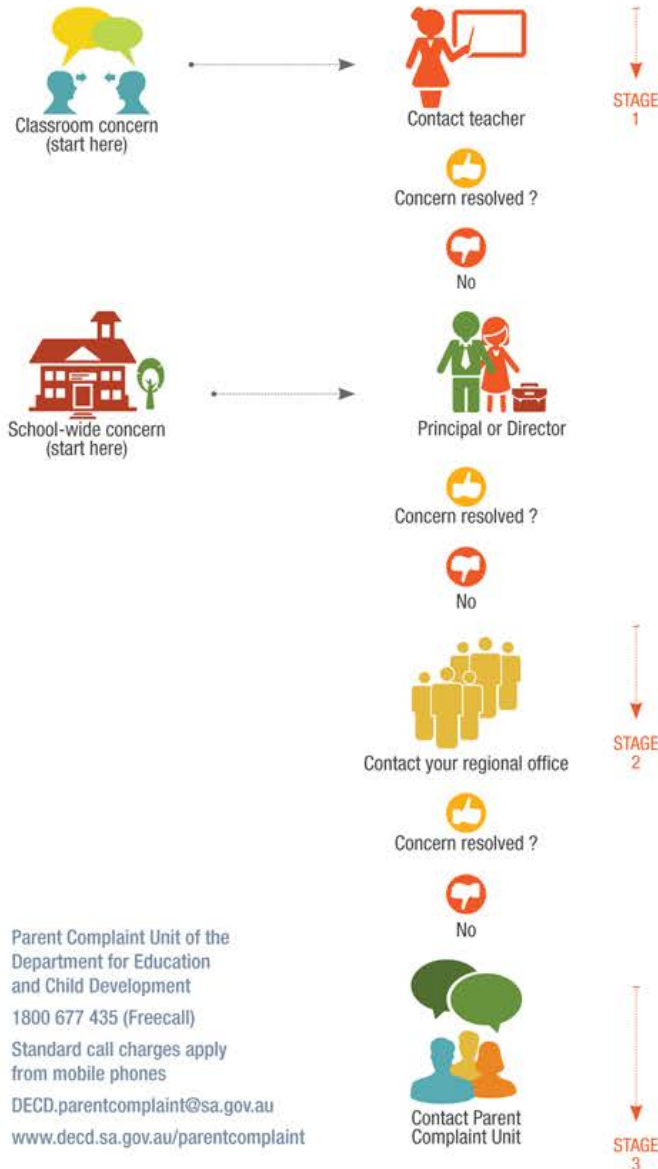 Classroom concern
(start here)
Contact teacher
STAGE
1
Concern resolved ?
No
School-wide concern
(start here)
Principal or Director
Concern resolved ?
No
Contact your regional office
STAGE
2
Concern resolved ?
No
Parent Complaint Unit of the
Department for Education
and Child Development
1800 677 435 (Freecall)
Standard call charges apply
from mobile phones
DECD.parentcomplaint@sa.gov.au
www.decd.sa.gov.au/parentcomplaint
Contact Parent
Complaint Unit
STAGE
3